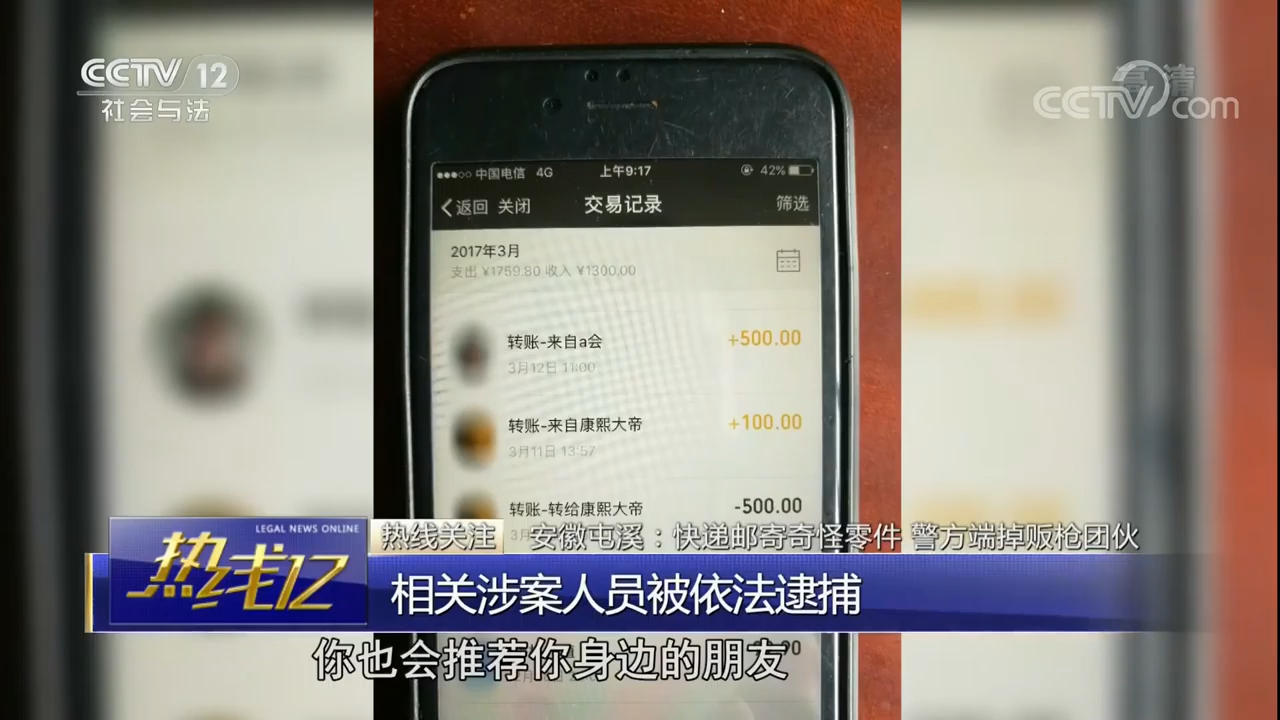 CCTV 12
社会与法
高清
CCTV com
中国电信 4G 上午9:17 42%
返回 关闭 交易记录 筛选
2017年3月
支出 ¥1759.80 收入 ¥1300.00
转账-来自a会 +500.00
3月12日 11:00
转账-来自康熙大帝 +100.00
3月11日 13:57
转账-转给康熙大帝 -500.00
LEGAL NEWS ONLINE
热线12
热线关注 安徽屯溪：快递邮寄奇怪零件 警方端掉贩枪团伙
相关涉案人员被依法逮捕
你也会推荐你身边的朋友